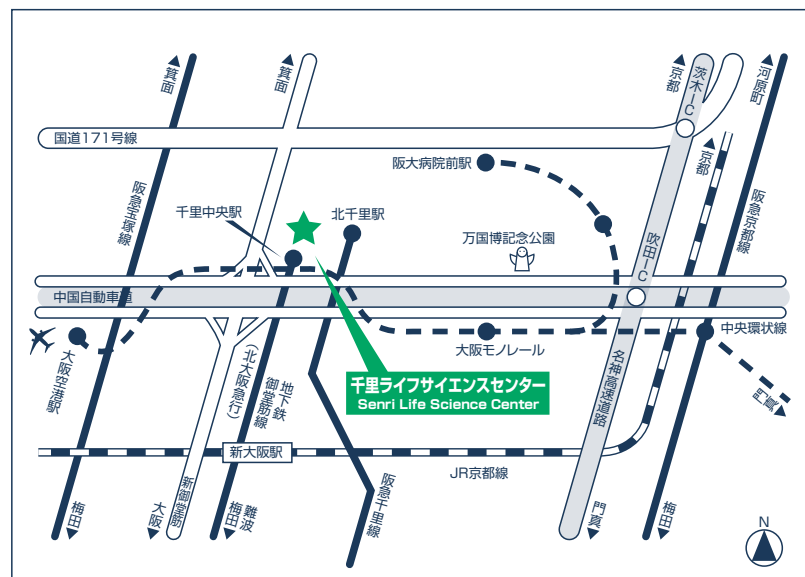 箕面
箕面
京都
茨木IC
河原町
国道171号線
阪大病院前駅
京都
阪急宝塚線
千里中央駅
北千里駅
阪急京都線
万国博記念公園
吹田IC
中国自動車道
中央環状線
大阪空港駅
大阪モノレール
千里ライフサイエンスセンター
Senri Life Science Center
名神高速道路
門真
地下鉄
御堂筋線
(北大阪急行)
新大阪駅
JR京都線
阪急千里線
新御堂筋
梅田
大阪
難波
梅田
門真
梅田
N